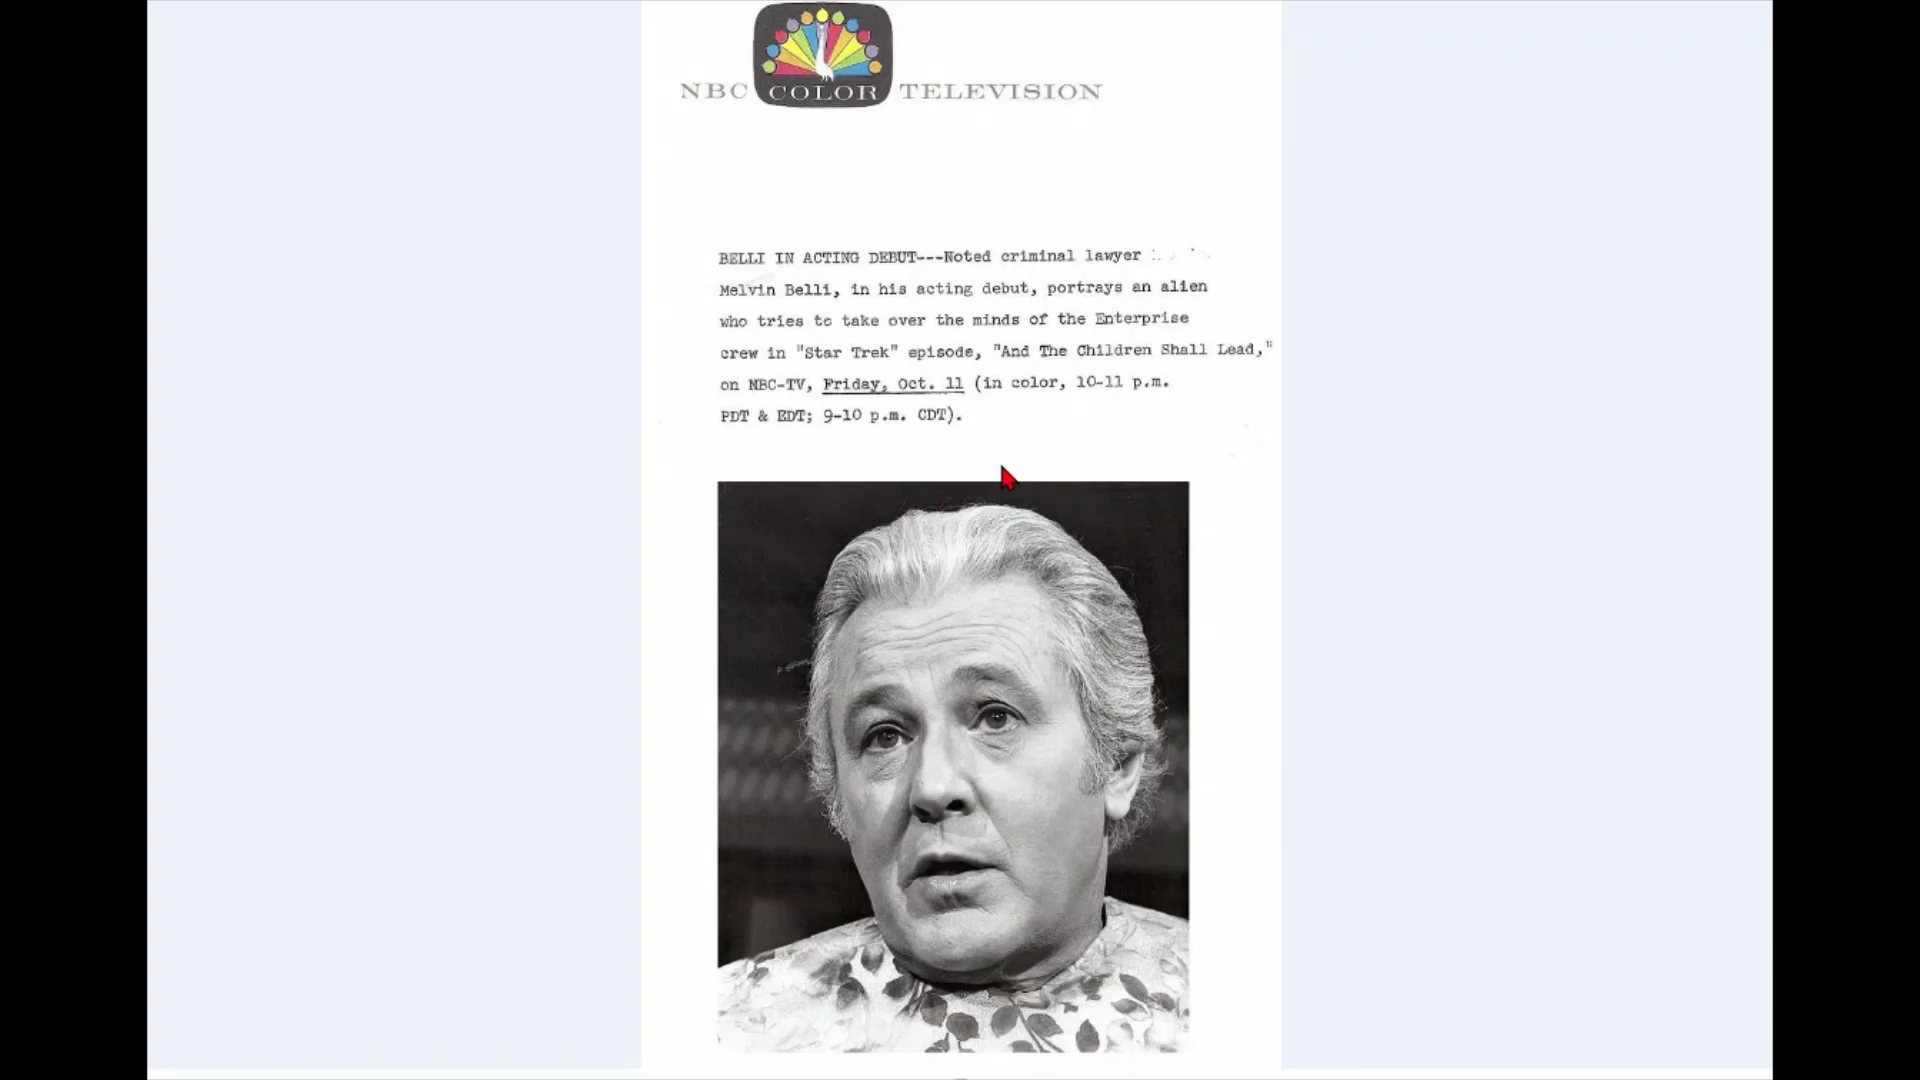 NBC COLOR TELEVISION
BELLI IN ACTING DEBUT---Noted criminal lawyer
Melvin Belli, in his acting debut, portrays an alien
who tries to take over the minds of the Enterprise
crew in "Star Trek" episode, "And The Children Shall Lead,"
on NBC-TV, Friday, Oct. 11 (in color, 10-11 p.m.
PDT & EDT; 9-10 p.m. CDT).